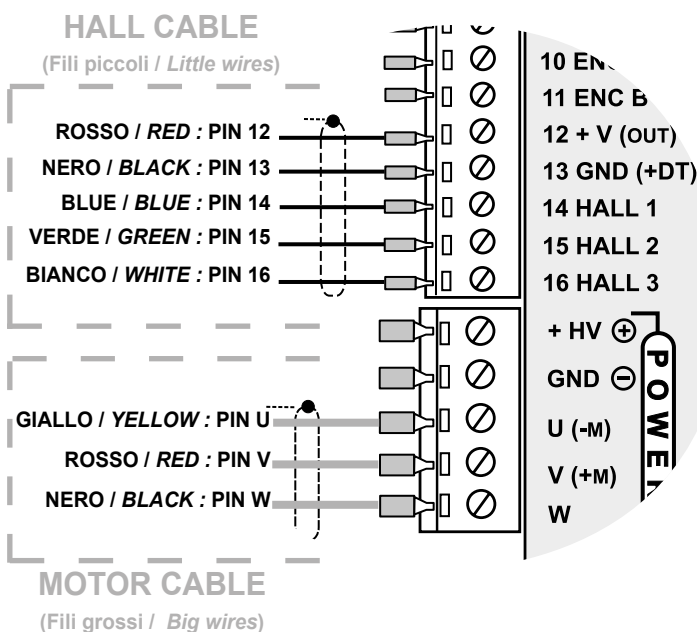 HALL CABLE
(Fili piccoli / Little wires)
ROSSO / RED : PIN 12
NERO / BLACK : PIN 13
BLUE / BLUE : PIN 14
VERDE / GREEN : PIN 15
BIANCO / WHITE : PIN 16
10 EN
11 ENC B
12 + V (OUT)
13 GND (+DT)
14 HALL 1
15 HALL 2
16 HALL 3
+ HV +
GND -
U (-M)
V (+M)
W
POWER
GIALLO / YELLOW : PIN U
ROSSO / RED : PIN V
NERO / BLACK : PIN W
MOTOR CABLE
(Fili grossi / Big wires)